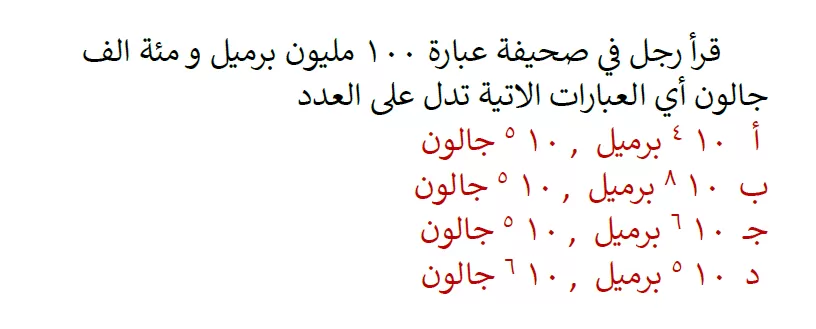 قرأ رجل في صحيفة عبارة ١٠٠ مليون برميل و مئة الف
جالون أي العبارات الاتية تدل على العدد
أ ١٠ ٤ برميل , ١٠ ٥ جالون
ب ١٠ ٨ برميل , ١٠ ٥ جالون
جـ ١٠ ٦ برميل , ١٠ ٥ جالون
د ١٠ ٥ برميل , ١٠ ٦ جالون